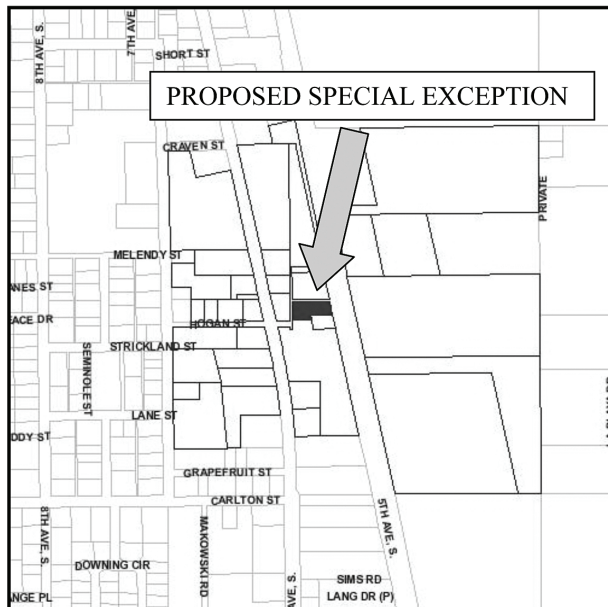 8TH AVE, S.
7TH AVE,
SHORT ST
PROPOSED SPECIAL EXCEPTION
CRAVEN ST
PRIVATE
MELENDY ST
ANES ST
ACE DR
HOGAN ST
STRICKLAND ST
SEMINOLE ST
LANE ST
DDY ST
GRAPEFRUIT ST
CARLTON ST
8TH AVE, S.
MAKOWSKI RD
5TH AVE, S.
DOWNING CIR
AVE, S.
SIMS RD
LANG DR (P)
NGE PL